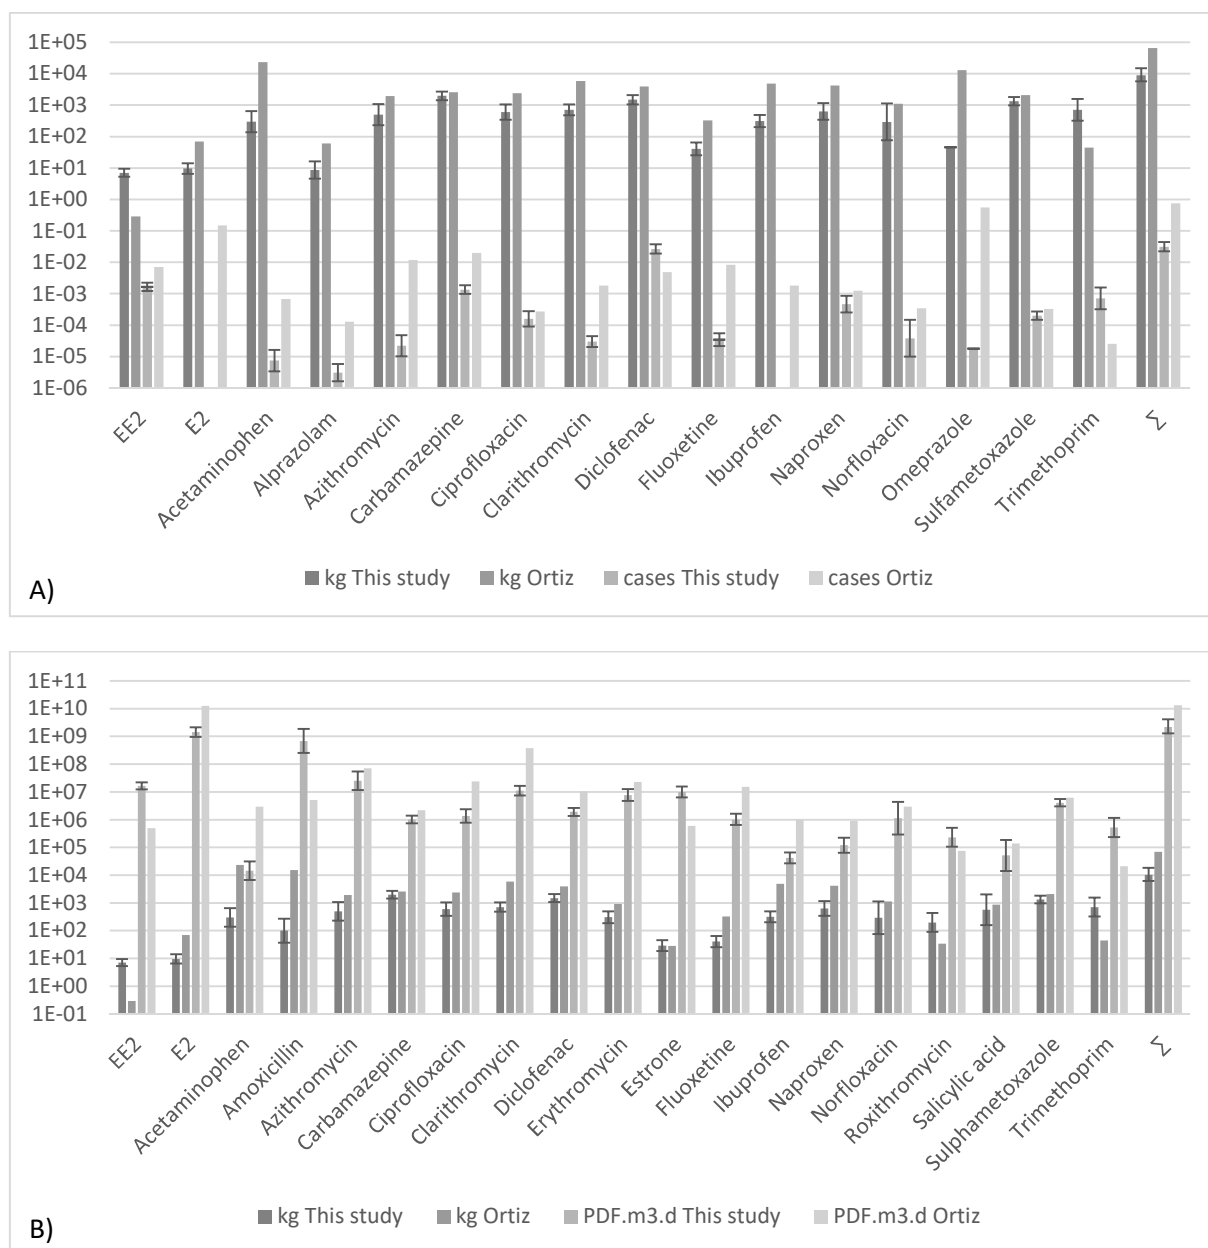 1E+05
1E+04
1E+03
1E+02
1E+01
1E+00
1E-01
1E-02
1E-03
1E-04
1E-05
1E-06
EE2
E2
Acetaminophen
Alprazolam
Azithromycin
Carbamazepine
Ciprofloxacin
Clarithromycin
Diclofenac
Fluoxetine
Ibuprofen
Naproxen
Norfloxacin
Omeprazole
Sulfametoxazole
Trimethoprim
Σ
kg This study kg Ortiz cases This study cases Ortiz
A)
1E+11
1E+10
1E+09
1E+08
1E+07
1E+06
1E+05
1E+04
1E+03
1E+02
1E+01
1E+00
1E-01
EE2
E2
Acetaminophen
Amoxicillin
Azithromycin
Carbamazepine
Ciprofloxacin
Clarithromycin
Diclofenac
Erythromycin
Estrone
Fluoxetine
Ibuprofen
Naproxen
Norfloxacin
Roxithromycin
Salicylic acid
Sulphametoxazole
Trimethoprim
Σ
kg This study kg Ortiz PDF.m3.d This study PDF.m3.d Ortiz
B)